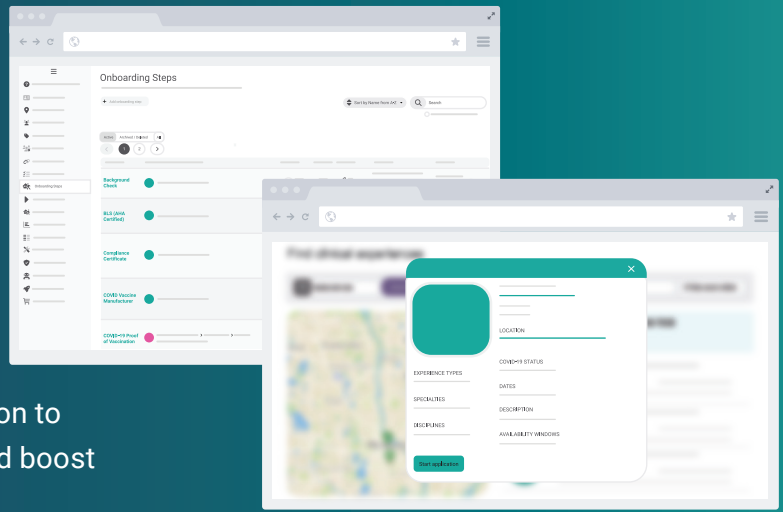 Onboarding Steps
+ Add onboarding step
Sort by Name from A-Z
Search
Active Archived / Deleted All
1 2
Background
Check
Onboarding Steps
BLS (AHA
Certified)
Compliance
Certificate
COVID Vaccine
Manufacturer
COVID-19 Proof
of Vaccination
Find clinical experiences
LOCATION
COVID-19 STATUS
EXPERIENCE TYPES
DATES
SPECIALTIES
DESCRIPTION
DISCIPLINES
AVAILABILITY WINDOWS
Start application
on to
d boost